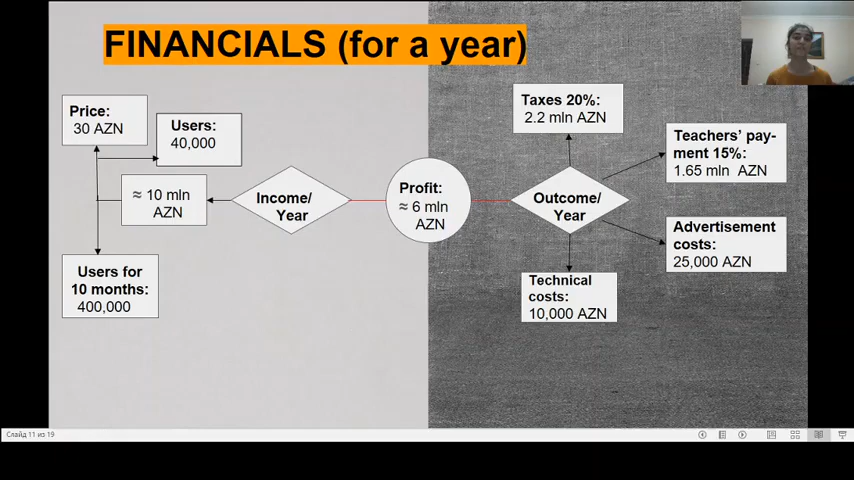 FINANCIALS (for a year)
Price:
30 AZN
Users:
40,000
≈ 10 mln
AZN
Users for
10 months:
400,000
Income/
Year
Profit:
≈ 6 mln
AZN
Outcome/
Year
Taxes 20%:
2.2 mln AZN
Teachers' pay-
ment 15%:
1.65 mln AZN
Advertisement
costs:
25,000 AZN
Technical
costs:
10,000 AZN
Слайд 11 из 19